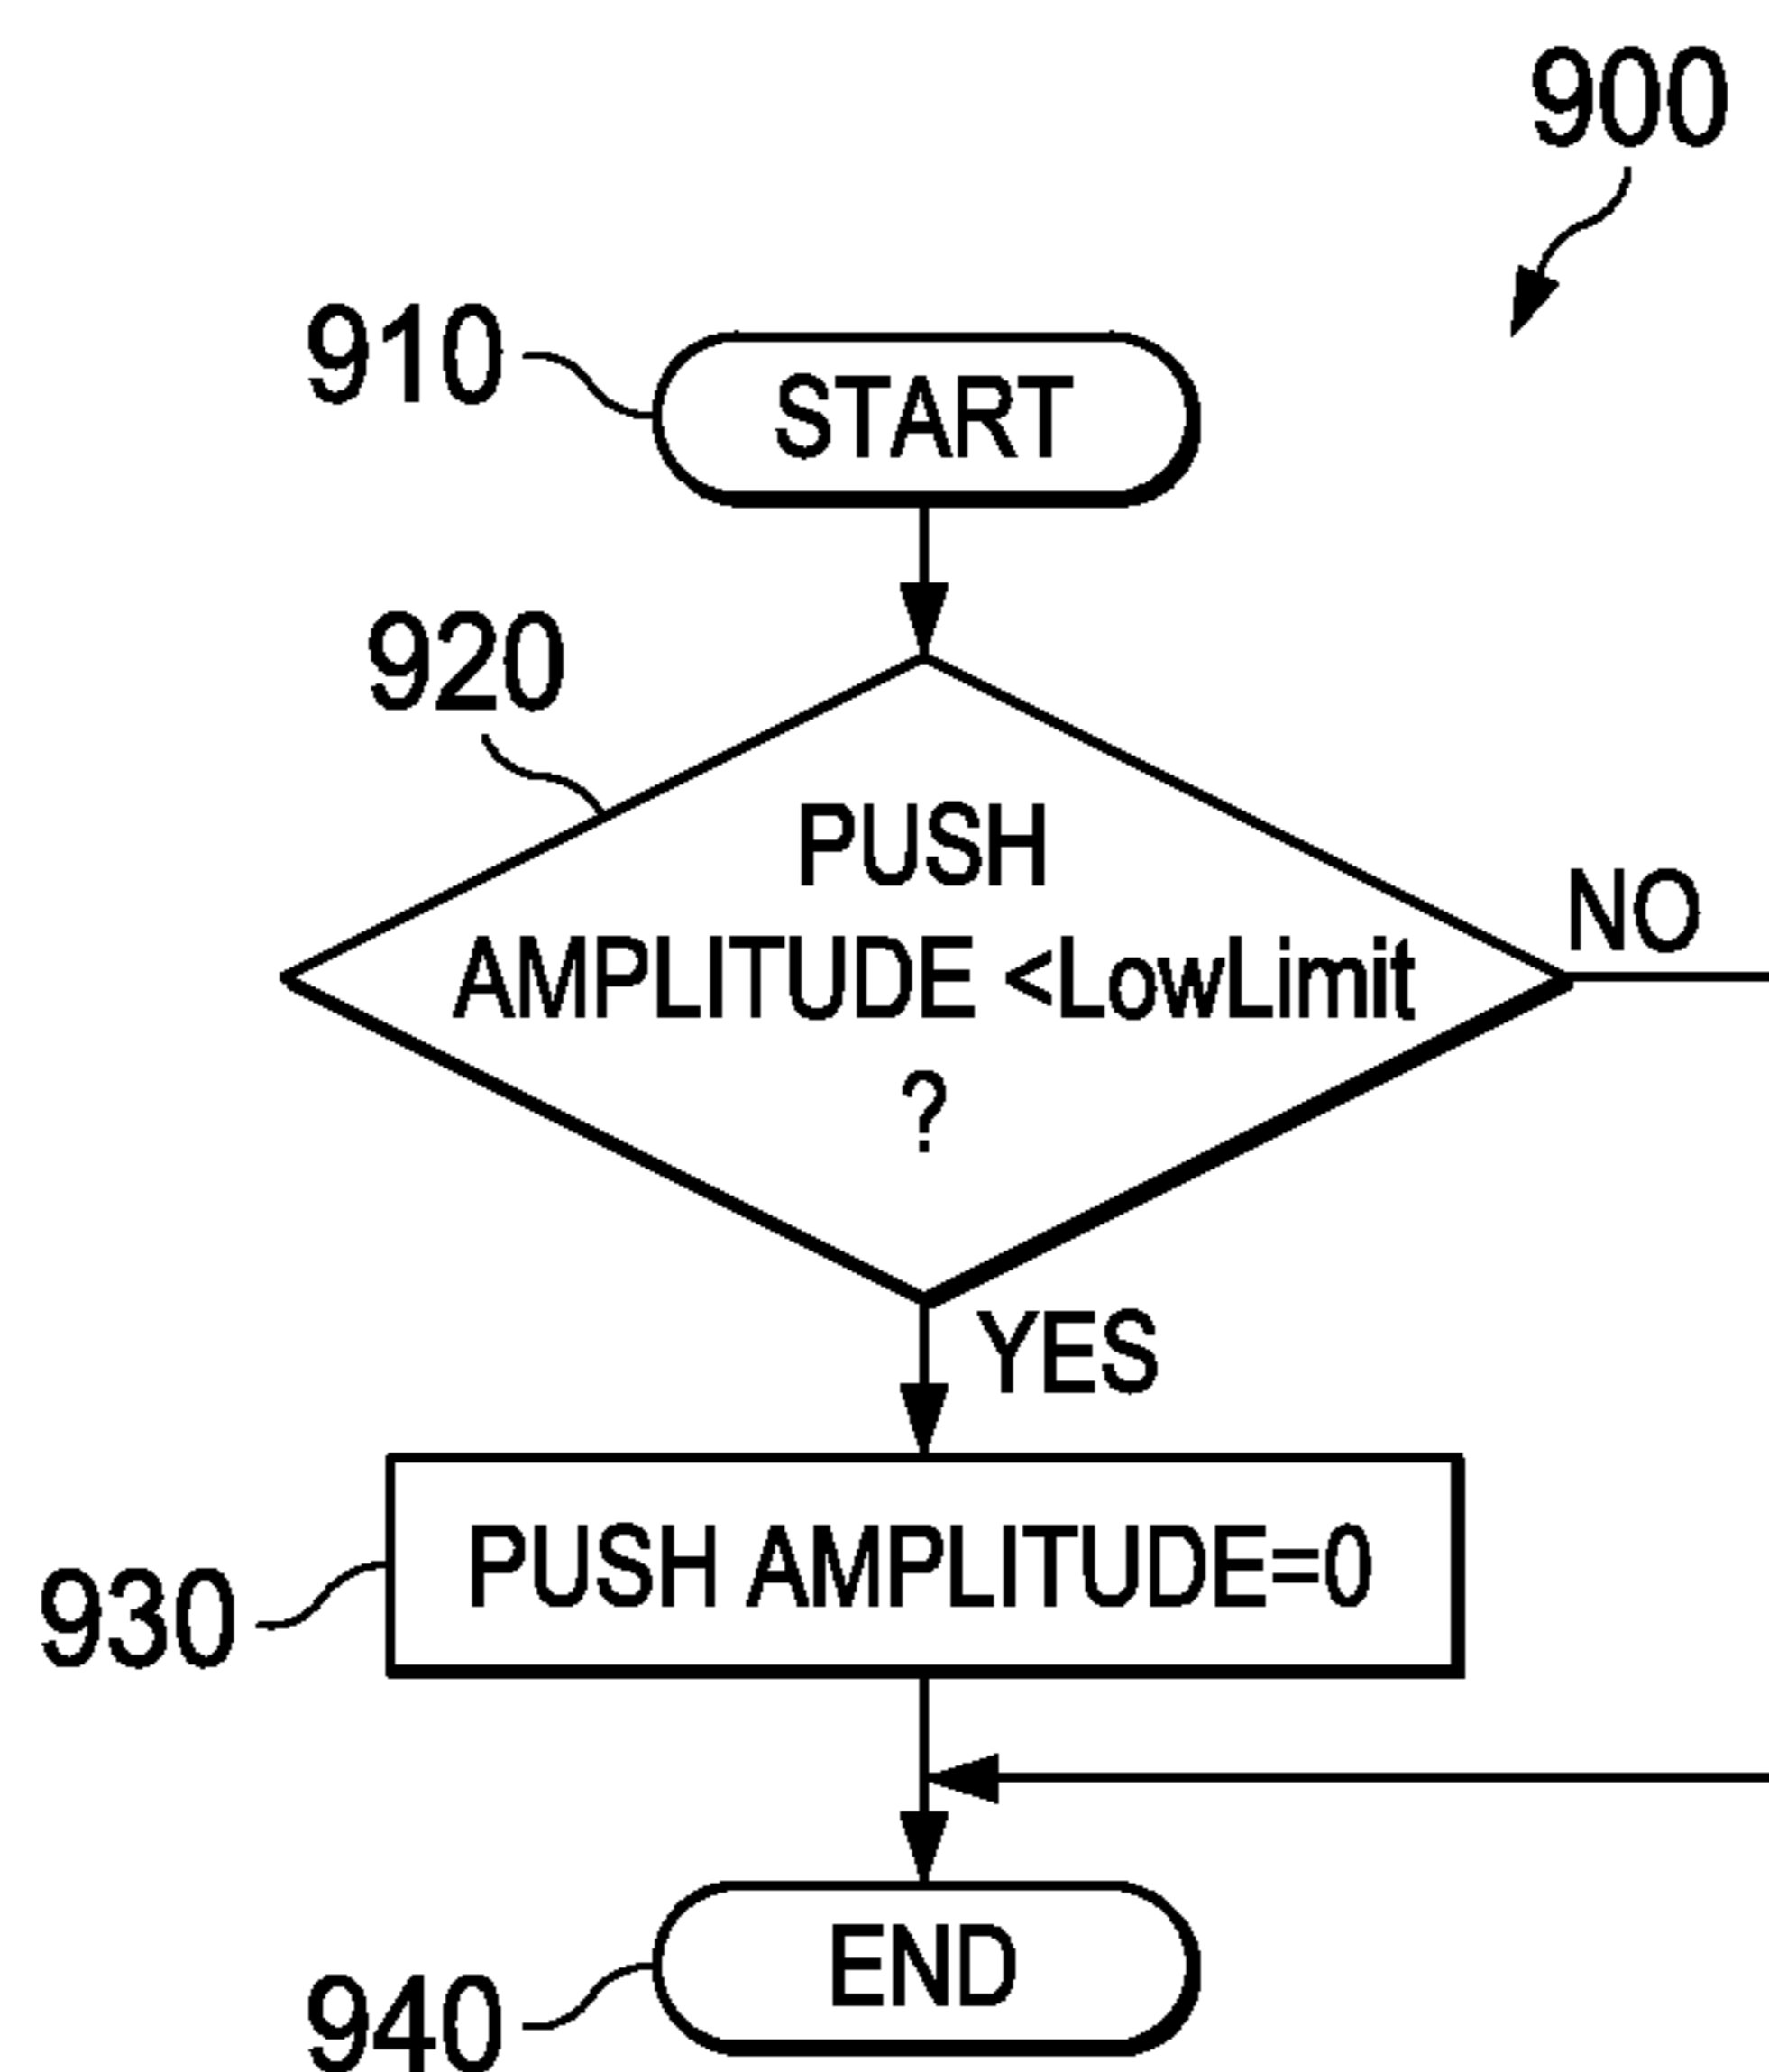 900
910
START
920
PUSH
AMPLITUDE <LowLimit
?
NO
YES
930
PUSH AMPLITUDE=0
940
END